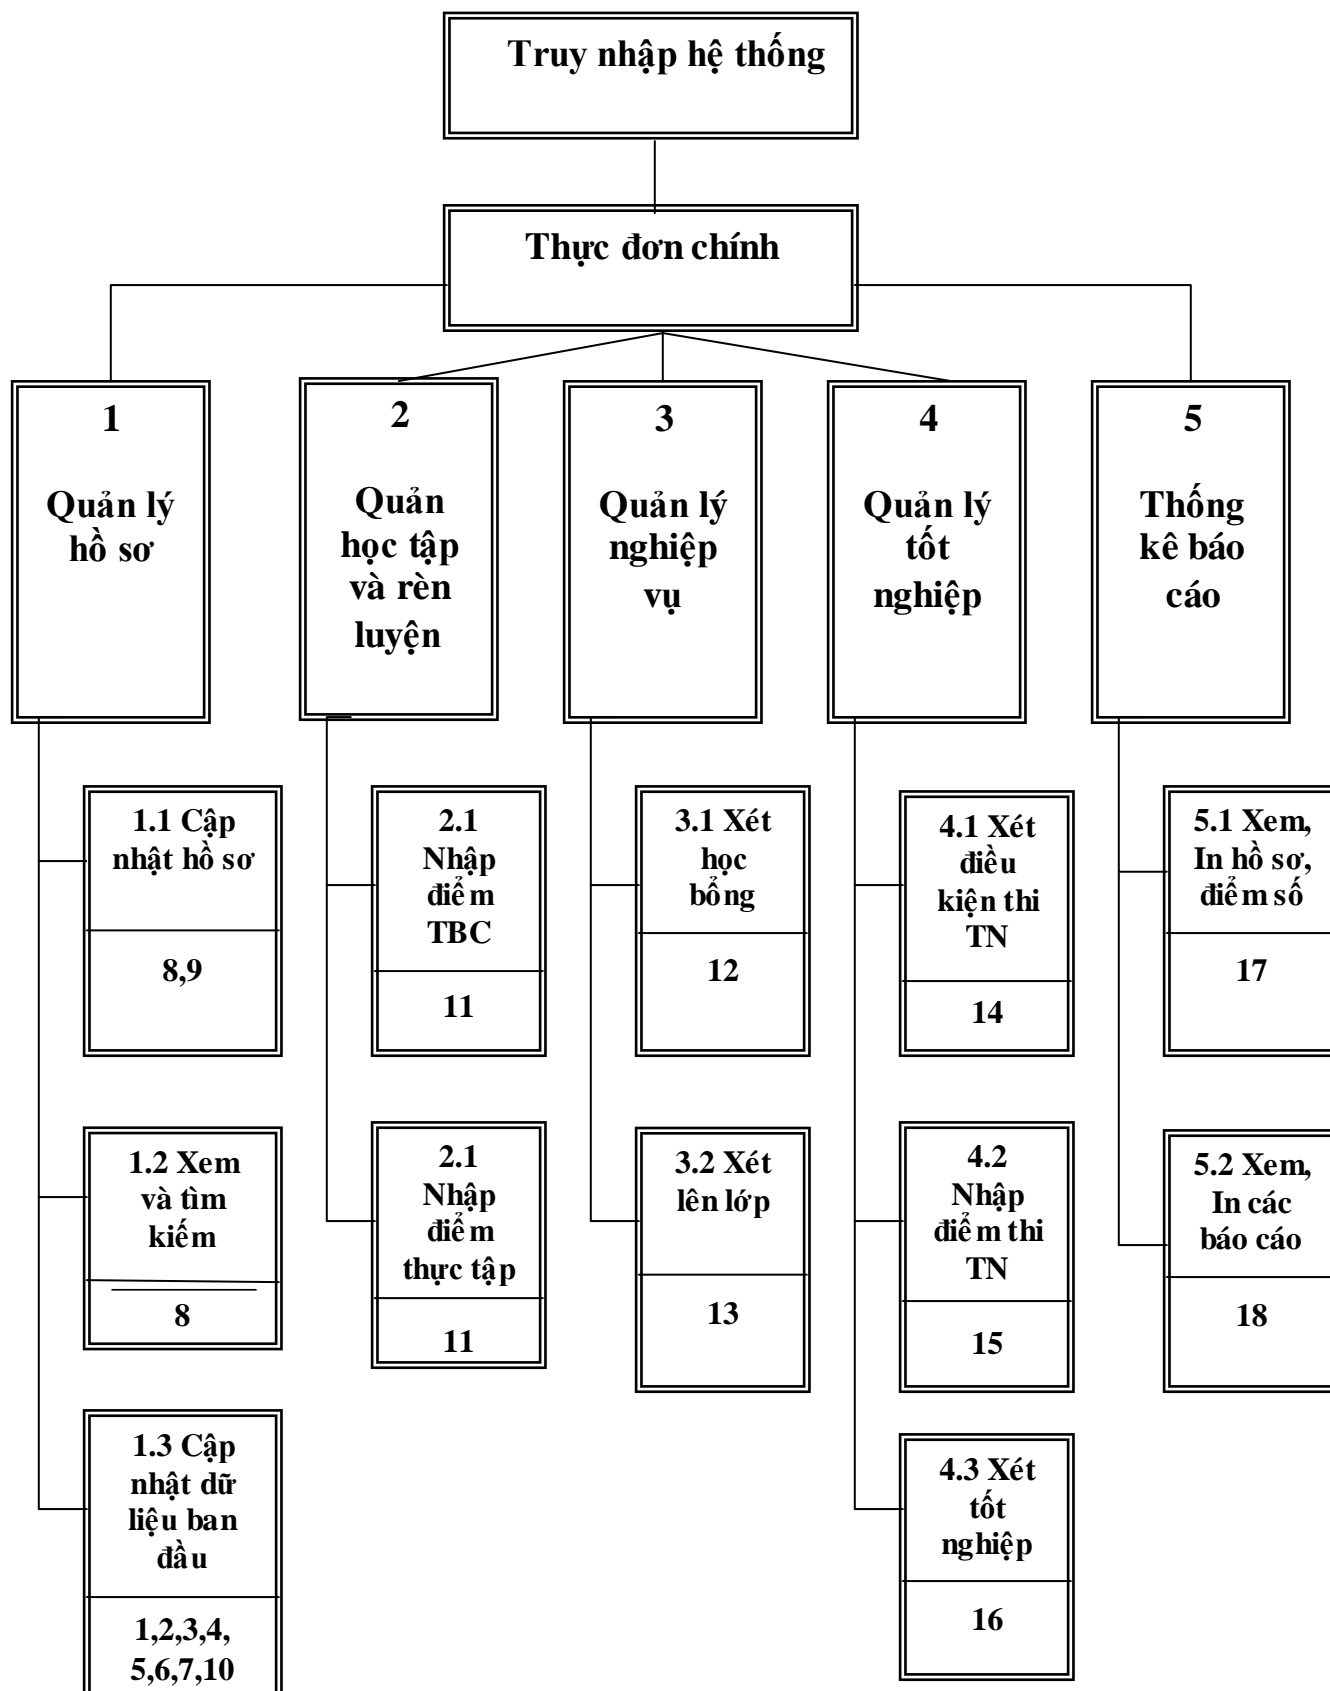 Truy nhập hệ thống
Thực đơn chính
1
Quản lý
hồ sơ
2
Quản
học tập
và rèn
luyện
3
Quản lý
nghiệp
vụ
4
Quản lý
tốt
nghiệp
5
Thống
kê báo
cáo
1.1 Cập
nhật hồ sơ
8,9
2.1
Nhập
điểm
TBC
11
3.1 Xét
học
bổng
12
4.1 Xét
điều
kiện thi
TN
14
5.1 Xem,
In hồ sơ,
điểm số
17
1.2 Xem
và tìm
kiếm
8
2.1
Nhập
điểm
thực tập
11
3.2 Xét
lên lớp
13
4.2
Nhập
điểm thi
TN
15
5.2 Xem,
In các
báo cáo
18
1.3 Cập
nhật dữ
liệu ban
đầu
1,2,3,4,
5,6,7,10
4.3 Xét
tốt
nghiệp
16